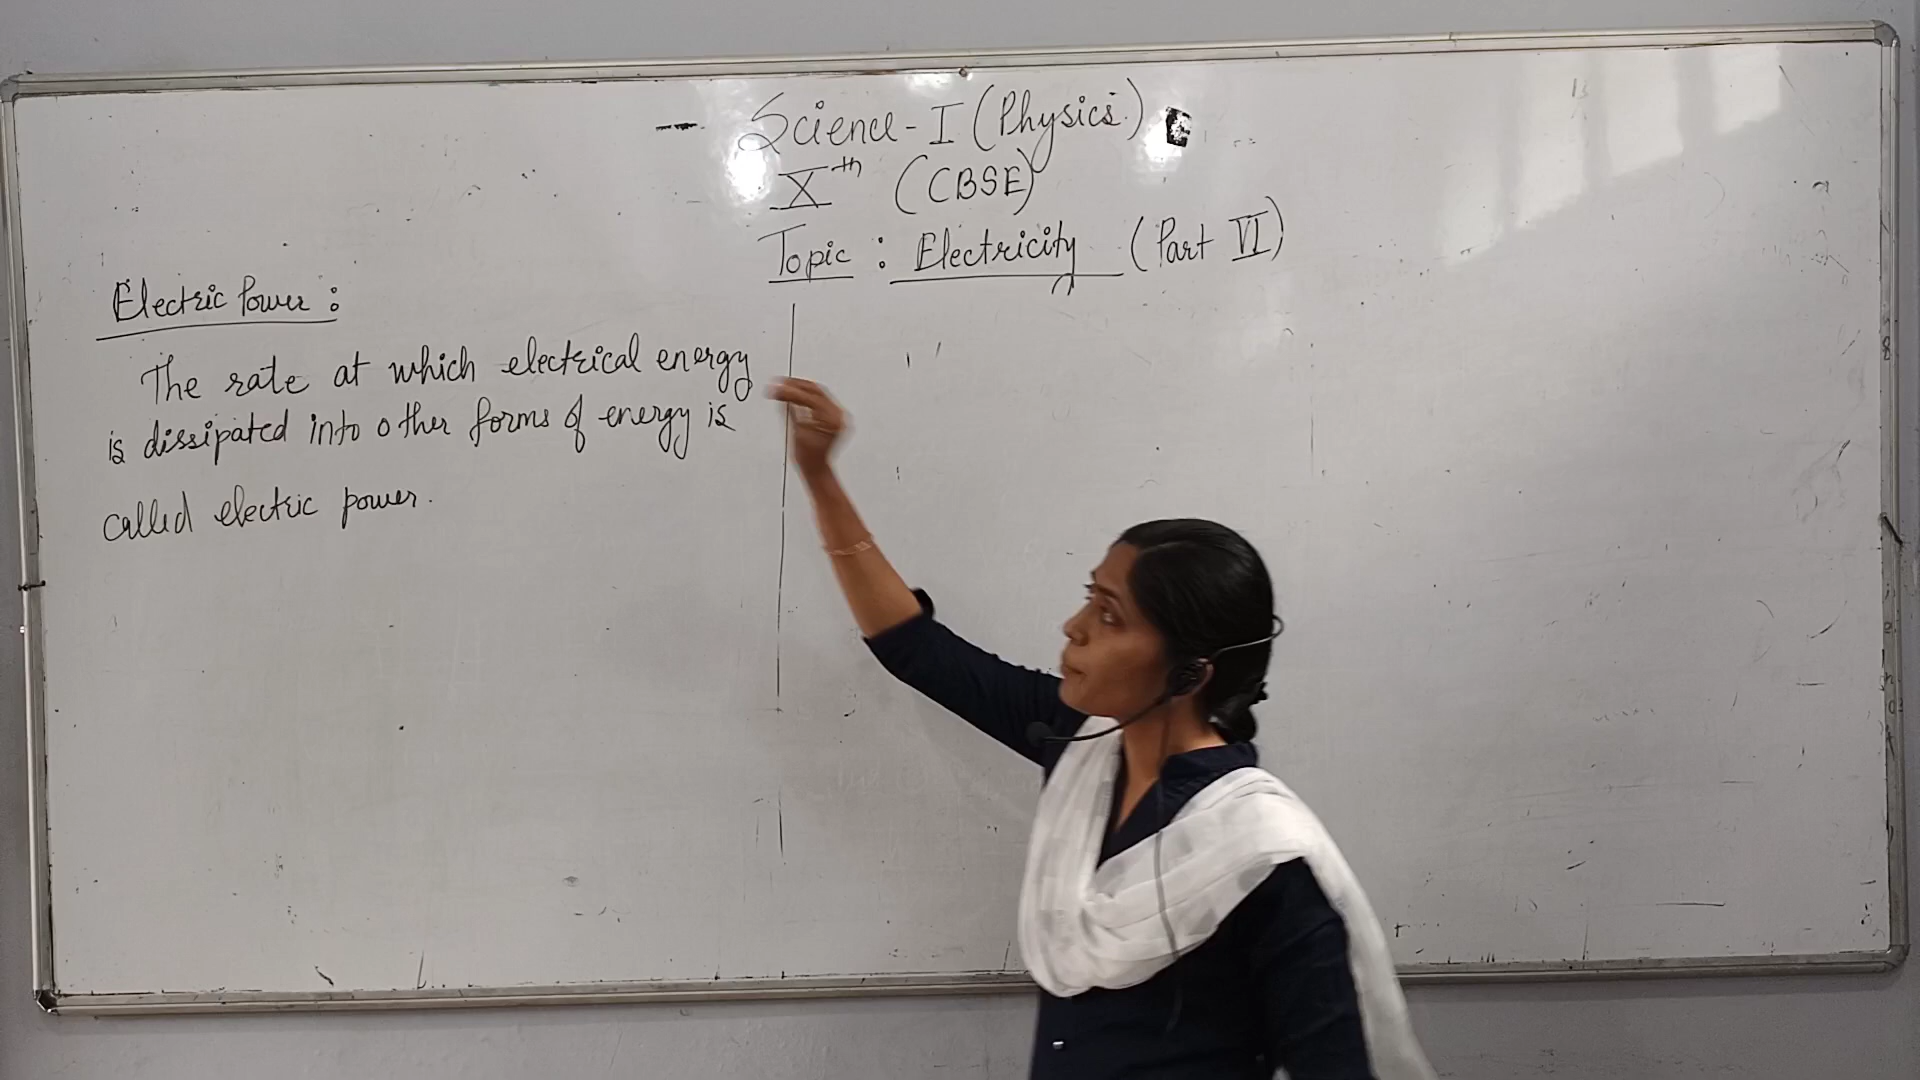 Science-I (Physics)
Xth (CBSE)
Topic : Electricity (Part VI)
Electric Power :
The rate at which electrical energy
is dissipated into other forms of energy is
called electric power.